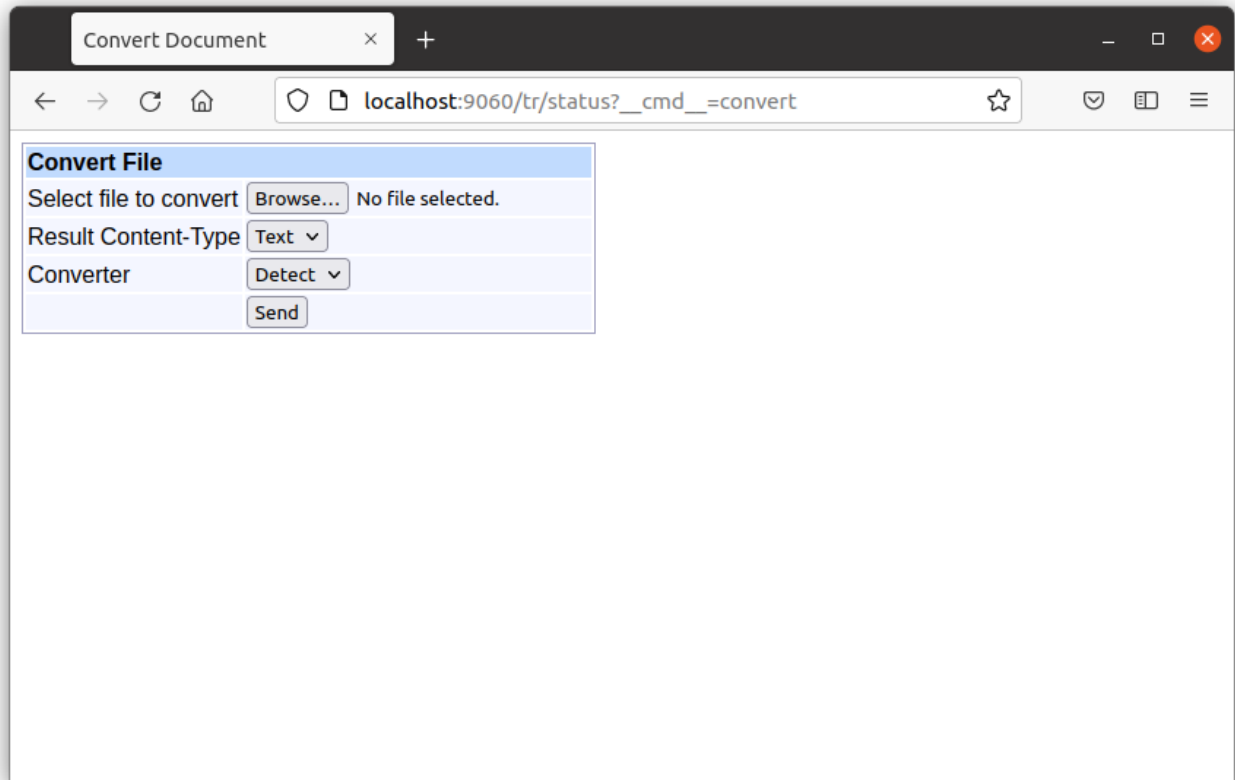 Convert Document
localhost:9060/tr/status?__cmd__=convert
Convert File
Select file to convert Browse... No file selected.
Result Content-Type Text
Converter Detect
Send